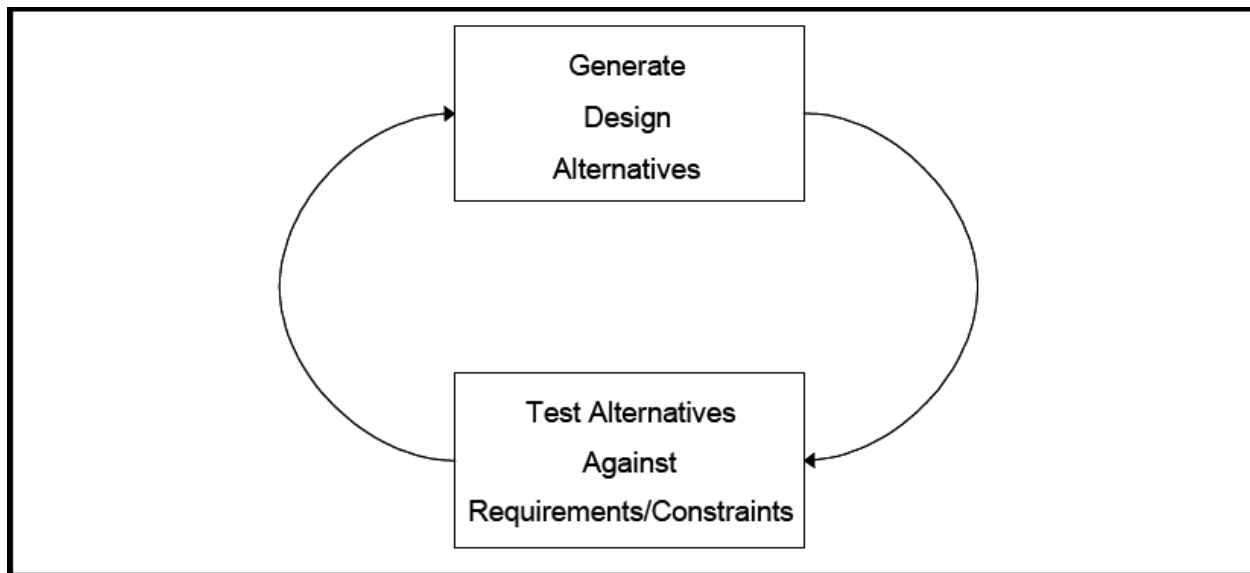 Generate
Design
Alternatives
Test Alternatives
Against
Requirements/Constraints